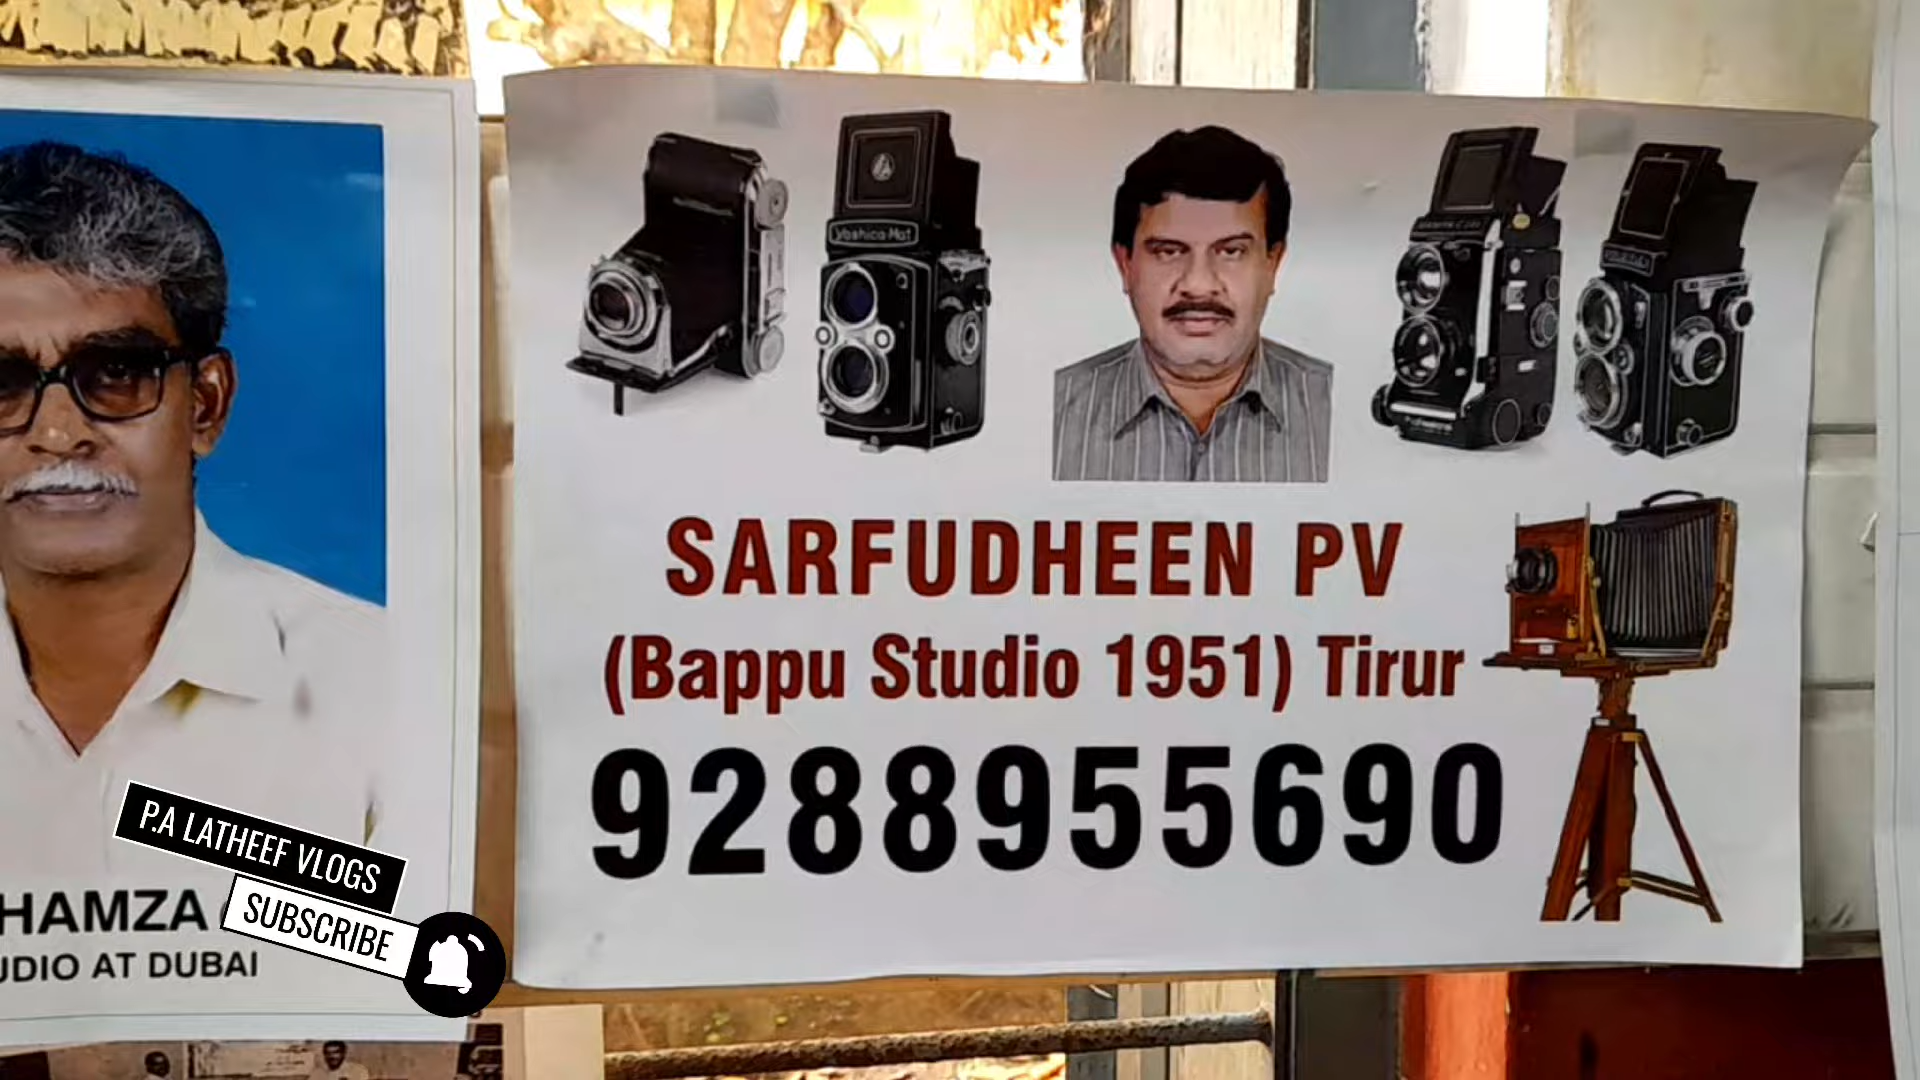 Yashica-Mat
SARFUDHEEN PV
(Bappu Studio 1951) Tirur
9288955690
HAMZA
UDIO AT DUBAI
P.A LATHEEF VLOGS
SUBSCRIBE